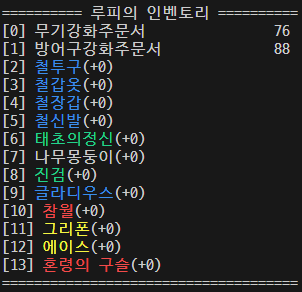 ========== 루피의 인벤토리 ==========
[0] 무기강화주문서 76
[1] 방어구강화주문서 88
[2] 철투구(+0)
[3] 철갑옷(+0)
[4] 철장갑(+0)
[5] 철신발(+0)
[6] 태초의정신(+0)
[7] 나무몽둥이(+0)
[8] 진검(+0)
[9] 글라디우스(+0)
[10] 참월(+0)
[11] 그리폰(+0)
[12] 에이스(+0)
[13] 혼령의 구슬(+0)
=====================================